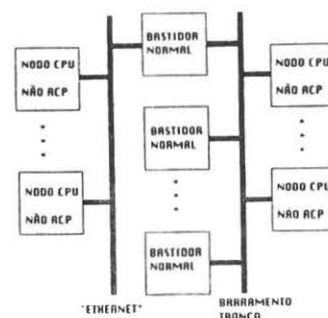 BASTIDOR
NORMAL
NODO CPU
NÃO ACP
NODO CPU
NÃO ACP
BASTIDOR
NORMAL
NODO CPU
NÃO ACP
NODO CPU
NÃO ACP
BASTIDOR
NORMAL
"ETHERNET"
BARRAMENTO
TRONCO